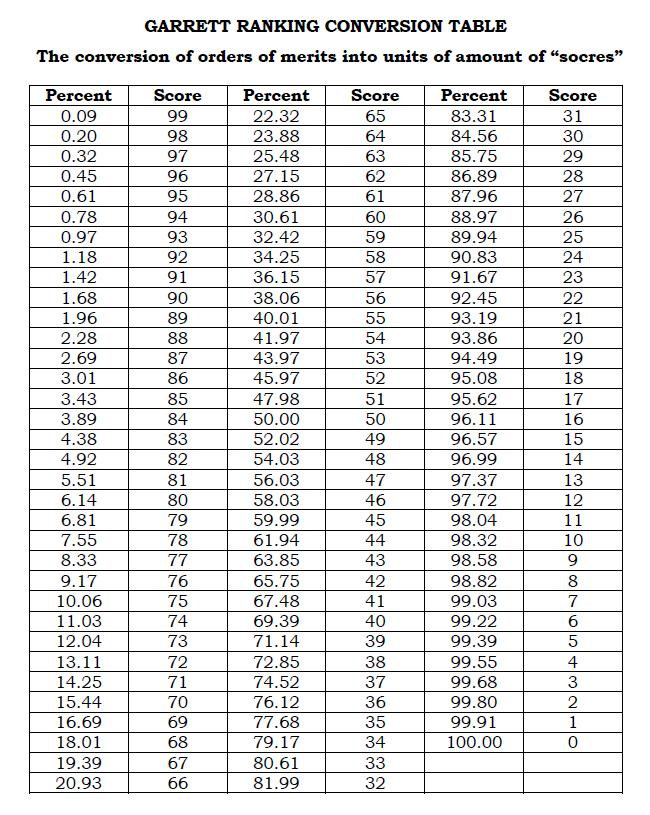 GARRETT RANKING CONVERSION TABLE
The conversion of orders of merits into units of amount of “socres”
Percent Score Percent Score Percent Score
0.09 99 22.32 65 83.31 31
0.20 98 23.88 64 84.56 30
0.32 97 25.48 63 85.75 29
0.45 96 27.15 62 86.89 28
0.61 95 28.86 61 87.96 27
0.78 94 30.61 60 88.97 26
0.97 93 32.42 59 89.94 25
1.18 92 34.25 58 90.83 24
1.42 91 36.15 57 91.67 23
1.68 90 38.06 56 92.45 22
1.96 89 40.01 55 93.19 21
2.28 88 41.97 54 93.86 20
2.69 87 43.97 53 94.49 19
3.01 86 45.97 52 95.08 18
3.43 85 47.98 51 95.62 17
3.89 84 50.00 50 96.11 16
4.38 83 52.02 49 96.57 15
4.92 82 54.03 48 96.99 14
5.51 81 56.03 47 97.37 13
6.14 80 58.03 46 97.72 12
6.81 79 59.99 45 98.04 11
7.55 78 61.94 44 98.32 10
8.33 77 63.85 43 98.58 9
9.17 76 65.75 42 98.82 8
10.06 75 67.48 41 99.03 7
11.03 74 69.39 40 99.22 6
12.04 73 71.14 39 99.39 5
13.11 72 72.85 38 99.55 4
14.25 71 74.52 37 99.68 3
15.44 70 76.12 36 99.80 2
16.69 69 77.68 35 99.91 1
18.01 68 79.17 34 100.00 0
19.39 67 80.61 33
20.93 66 81.99 32